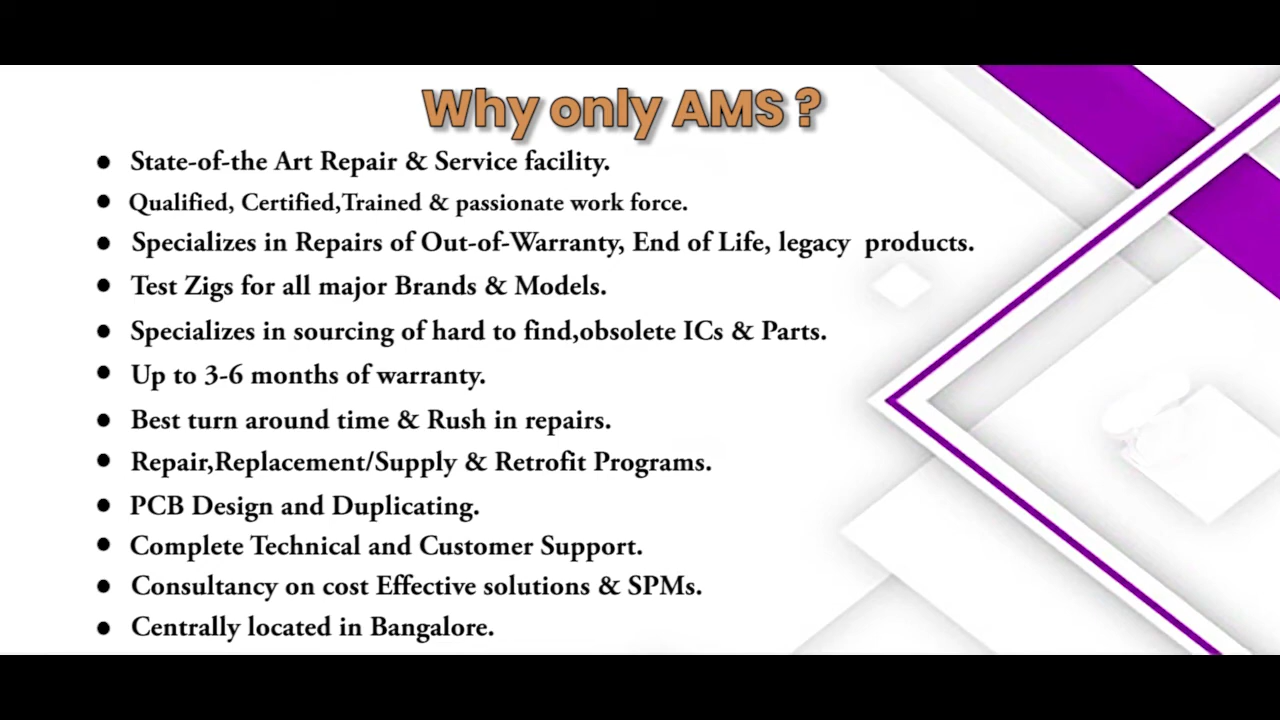 Why only AMS ?
● State-of-the Art Repair & Service facility.
● Qualified, Certified,Trained & passionate work force.
● Specializes in Repairs of Out-of-Warranty, End of Life, legacy  products.
● Test Zigs for all major Brands & Models.
● Specializes in sourcing of hard to find,obsolete ICs & Parts.
● Up to 3-6 months of warranty.
● Best turn around time & Rush in repairs.
● Repair,Replacement/Supply & Retrofit Programs.
● PCB Design and Duplicating.
● Complete Technical and Customer Support.
● Consultancy on cost Effective solutions & SPMs.
● Centrally located in Bangalore.